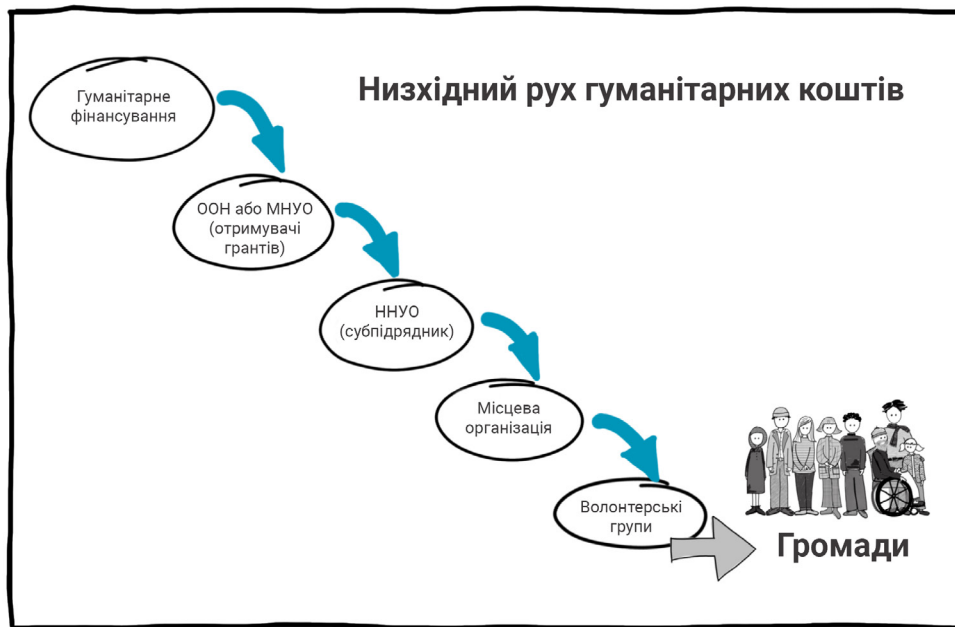 Низхідний рух гуманітарних коштів
Гуманітарне
фінансування
ООН або МНУО
(отримувачі
грантів)
ННУО
(субпідрядник)
Місцева
організація
Волонтерські
групи
Громади